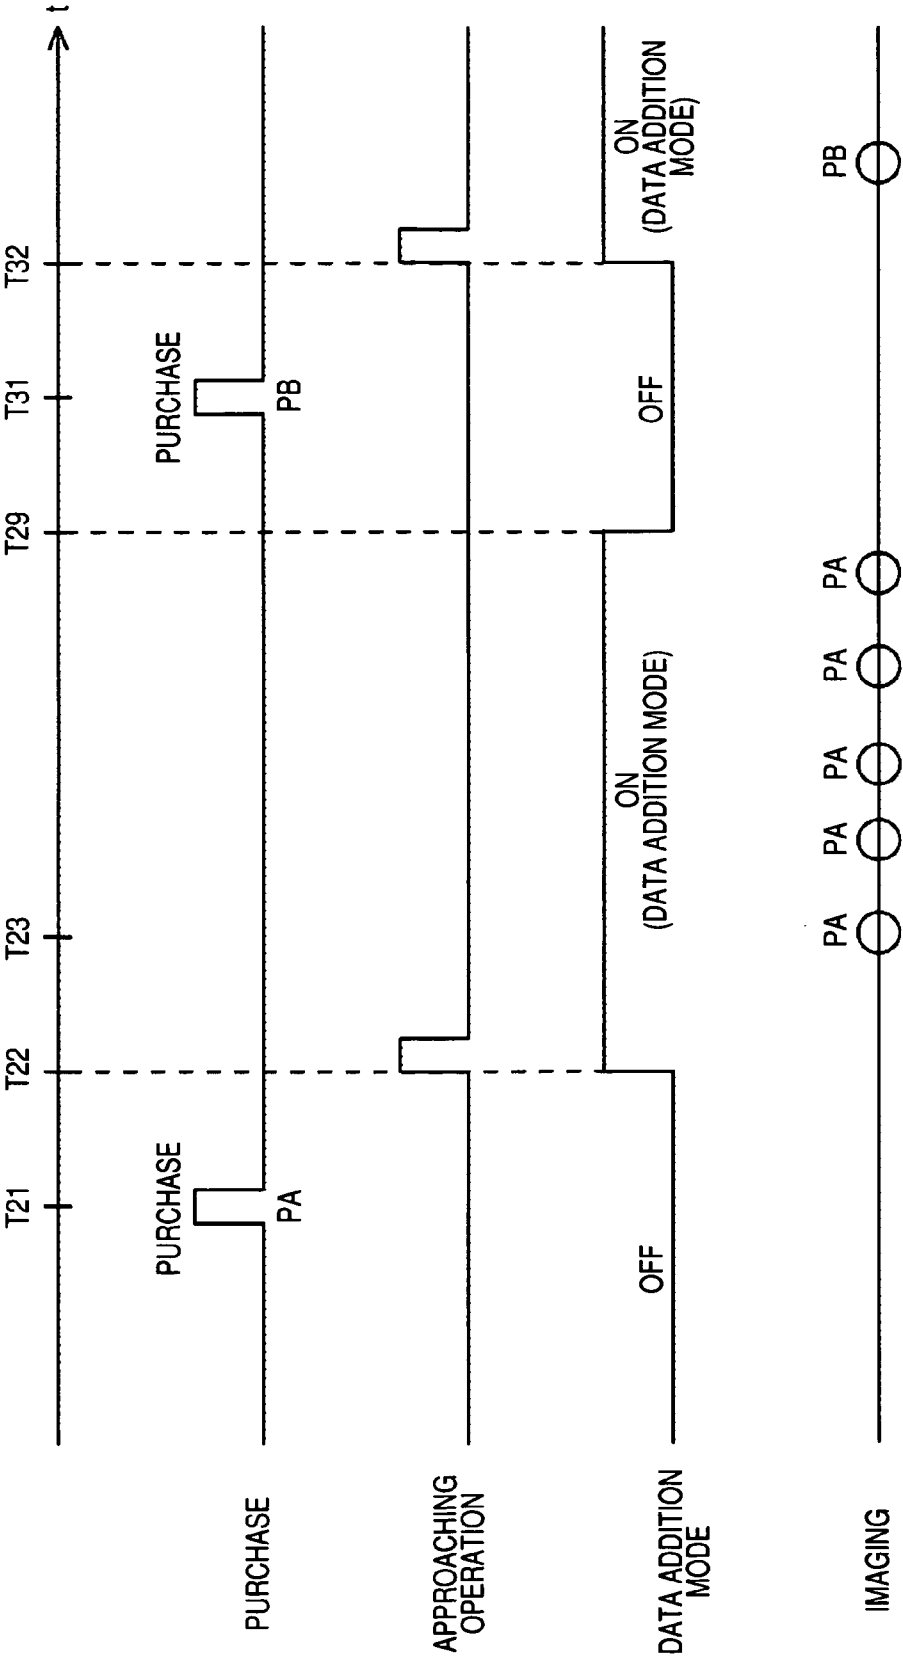 T21
T22
T23
T29
T31
T32
t
PURCHASE
PURCHASE
PA
PURCHASE
PB
APPROACHING
OPERATION
DATA ADDITION
MODE
OFF
ON
(DATA ADDITION MODE)
OFF
ON
(DATA ADDITION
MODE)
IMAGING
PA
PA
PA
PA
PA
PB